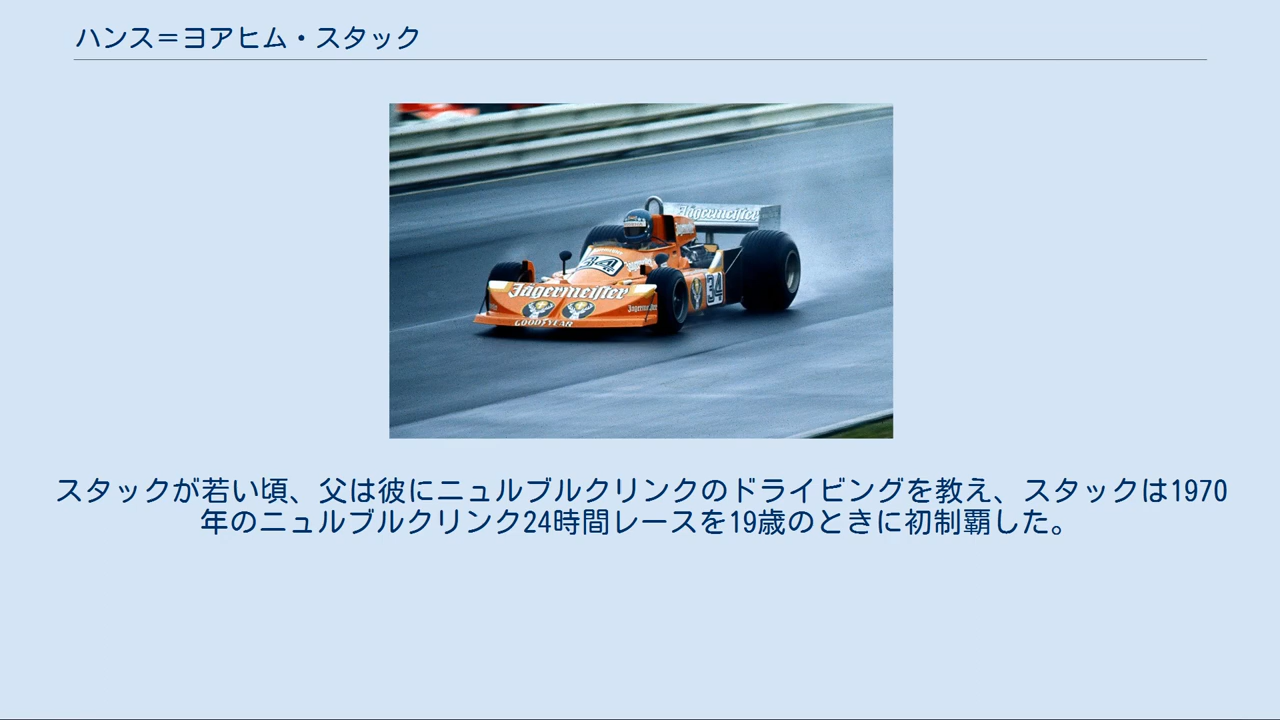 ハンス＝ヨアヒム・スタック
Jägermeister
34
Jägermeister
34
GOODYEAR
スタックが若い頃、父は彼にニュルブルクリンクのドライビングを教え、スタックは1970
年のニュルブルクリンク24時間レースを19歳のときに初制覇した。